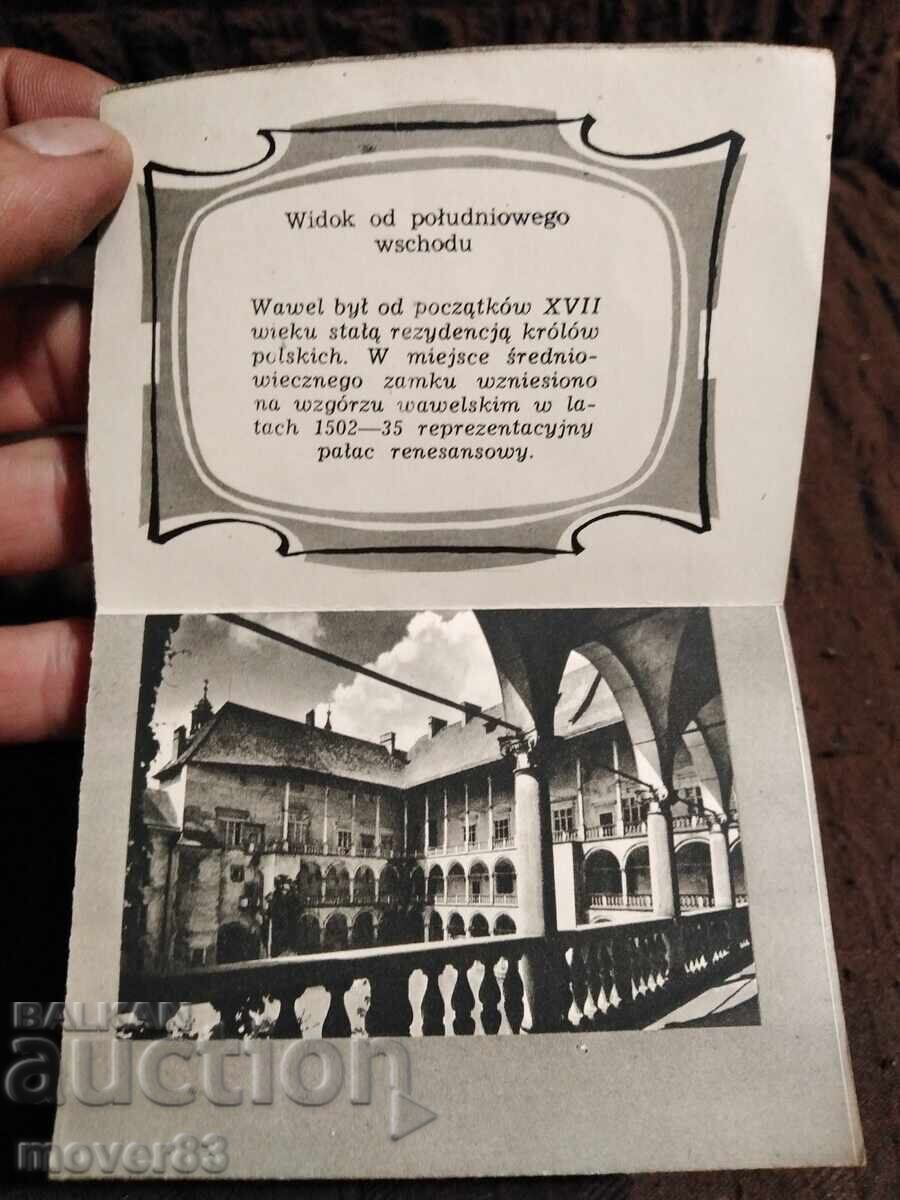 Widok od południowego
wschodu
Wawel był od początków XVII
wieku stałą rezydencją królów
polskich. W miejsce średnio-
wiecznego zamku wzniesiono
na wzgórzu wawelskim w la-
tach 1502—35 reprezentacyjny
pałac renesansowy.
BALKAN
auction
mover83